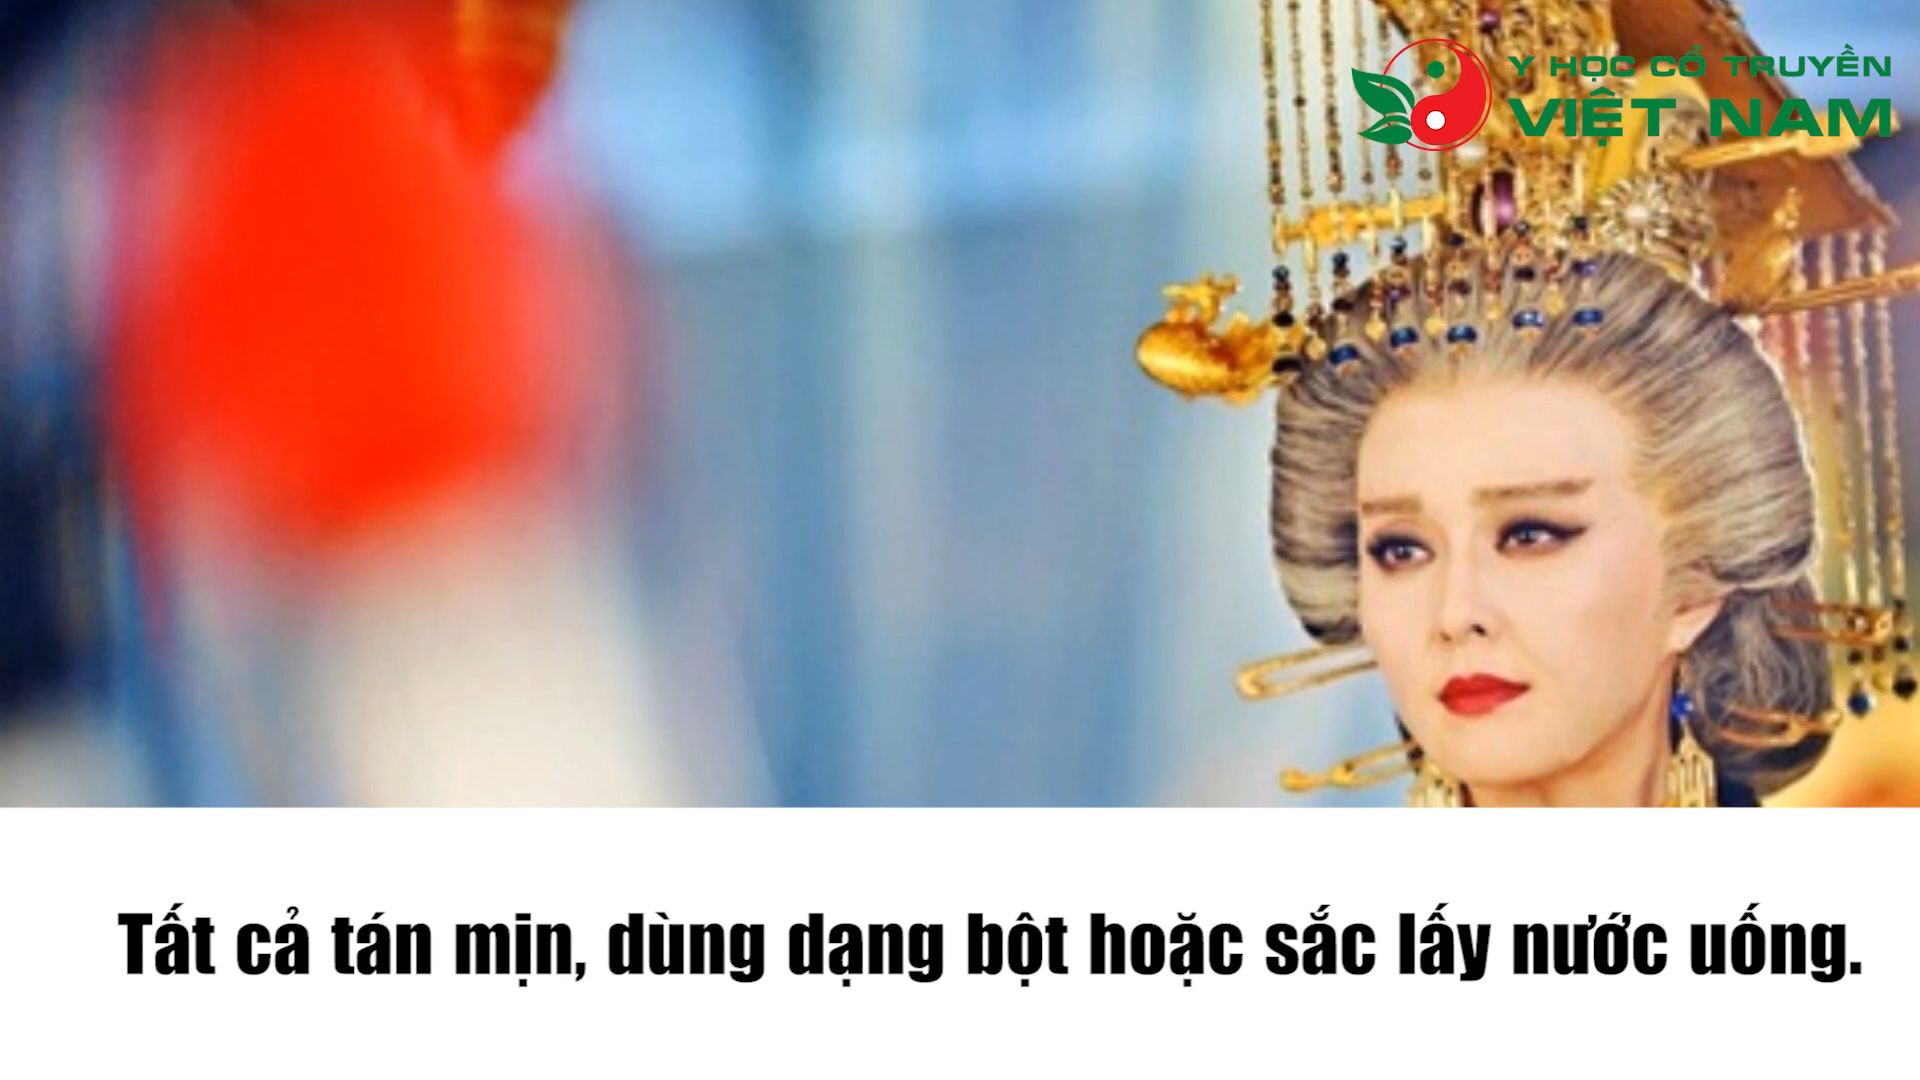 Y HỌC CỔ TRUYỀN
VIỆT NAM
Tất cả tán mịn, dùng dạng bột hoặc sắc lấy nước uống.